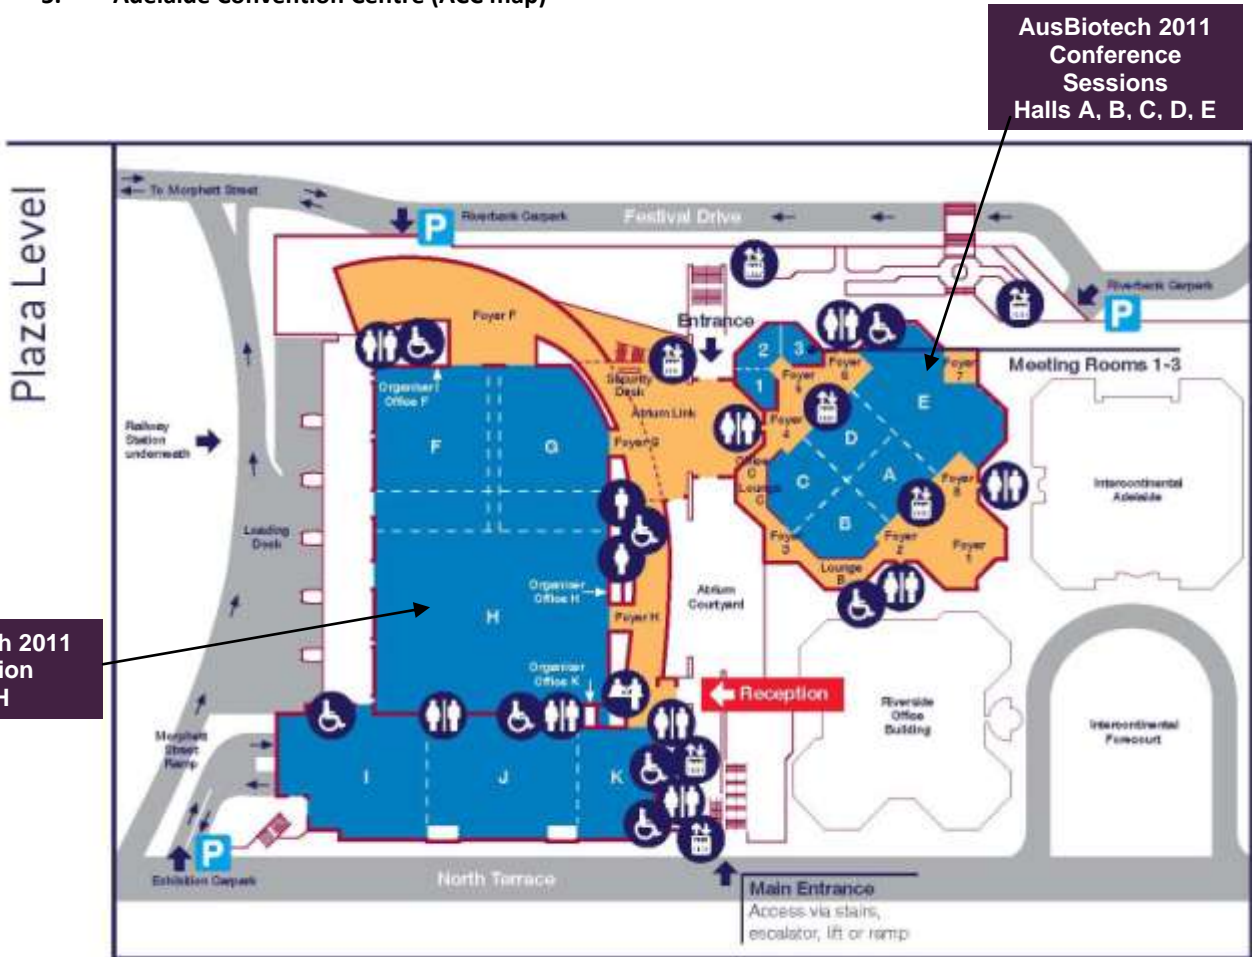 3. Adelaide Convention Centre (ACC map)
AusBiotech 2011
Conference
Sessions
Halls A, B, C, D, E
Plaza Level
To Morphett Street
Riverbank Carpark
Festival Drive
Riverbank Carpark
P
P
Foyer F
Entrance
Organiser
Office F
Security
Desk
Atrium Link
2
3
1
Foyer
Foyer
6
Foyer
7
Meeting Rooms 1-3
Foyer
4
Railway
Station
underneath
F
G
Foyer G
E
D
A
C
B
Office
C
Lounge
C
Foyer
Intercontinental
Adelaide
Loading
Dock
Foyer
3
Foyer
2
Foyer
1
Lounge
B
Organiser
Office H
Atrium
Courtyard
H
Foyer H
h 2011
ion
H
Organiser
Office K
Reception
Riverside
Office
Building
Intercontinental
Forecourt
Morphett
Street
Ramp
I
J
K
P
Exhibition Carpark
North Terrace
Main Entrance
Access via stairs,
escalator, lift or ramp